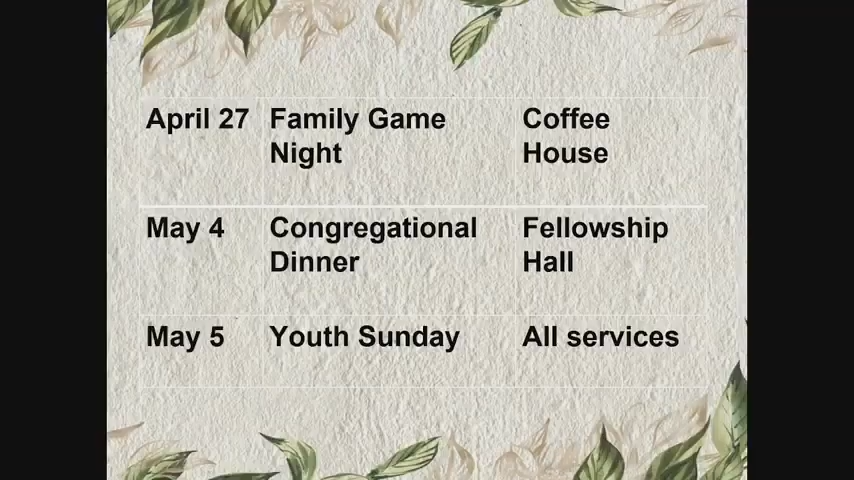 April 27 Family Game Night Coffee House
May 4 Congregational Dinner Fellowship Hall
May 5 Youth Sunday All services